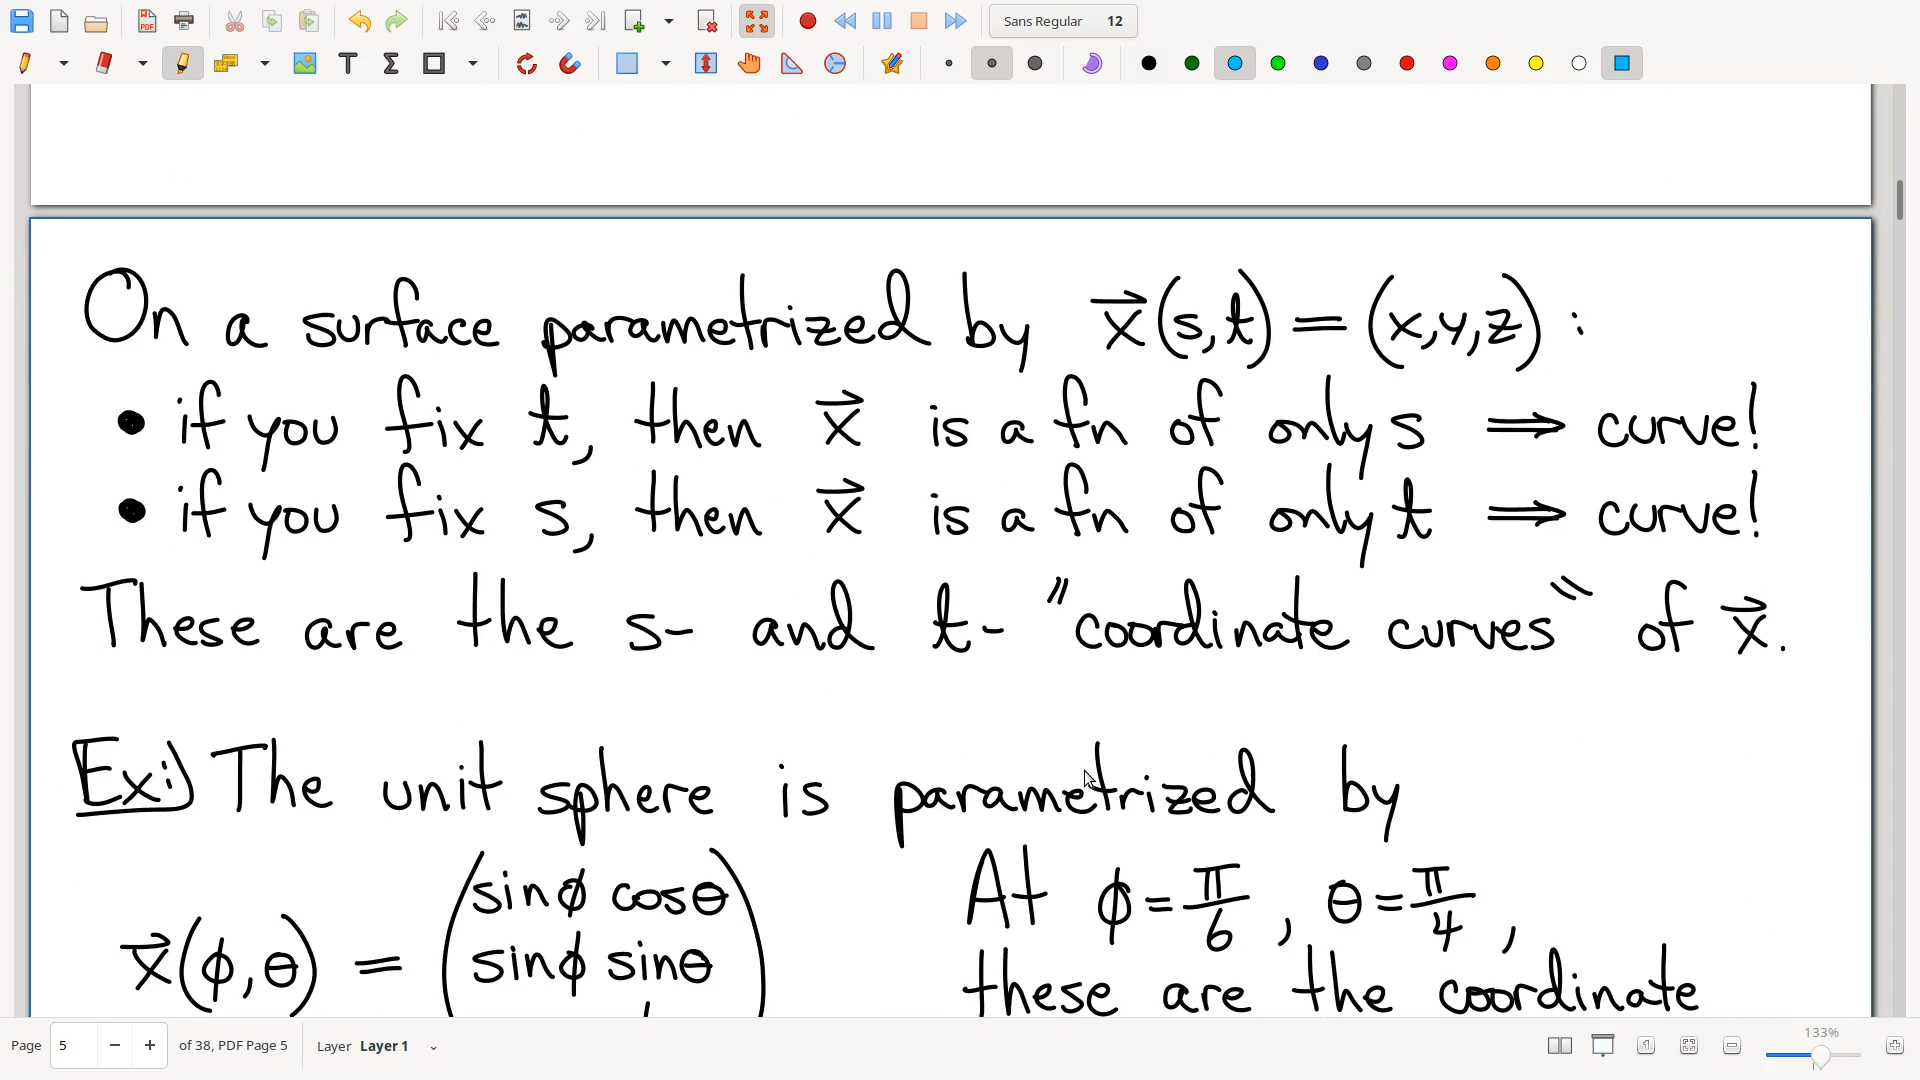 Sans Regular 12
On a surface parametrized by x⃗(s,t) = (x,y,z):
• if you fix t, then x⃗ is a fn of only s ⟹ curve!
• if you fix s, then x⃗ is a fn of only t ⟹ curve!
These are the s- and t- "coordinate curves" of x⃗.
Ex: The unit sphere is parametrized by
sinϕ cosθ
At ϕ = π/6, θ = π/4,
x⃗(ϕ,θ) = sinϕ sinθ
these are the coordinate
Page 5 − + of 38, PDF Page 5 Layer Layer 1 133%